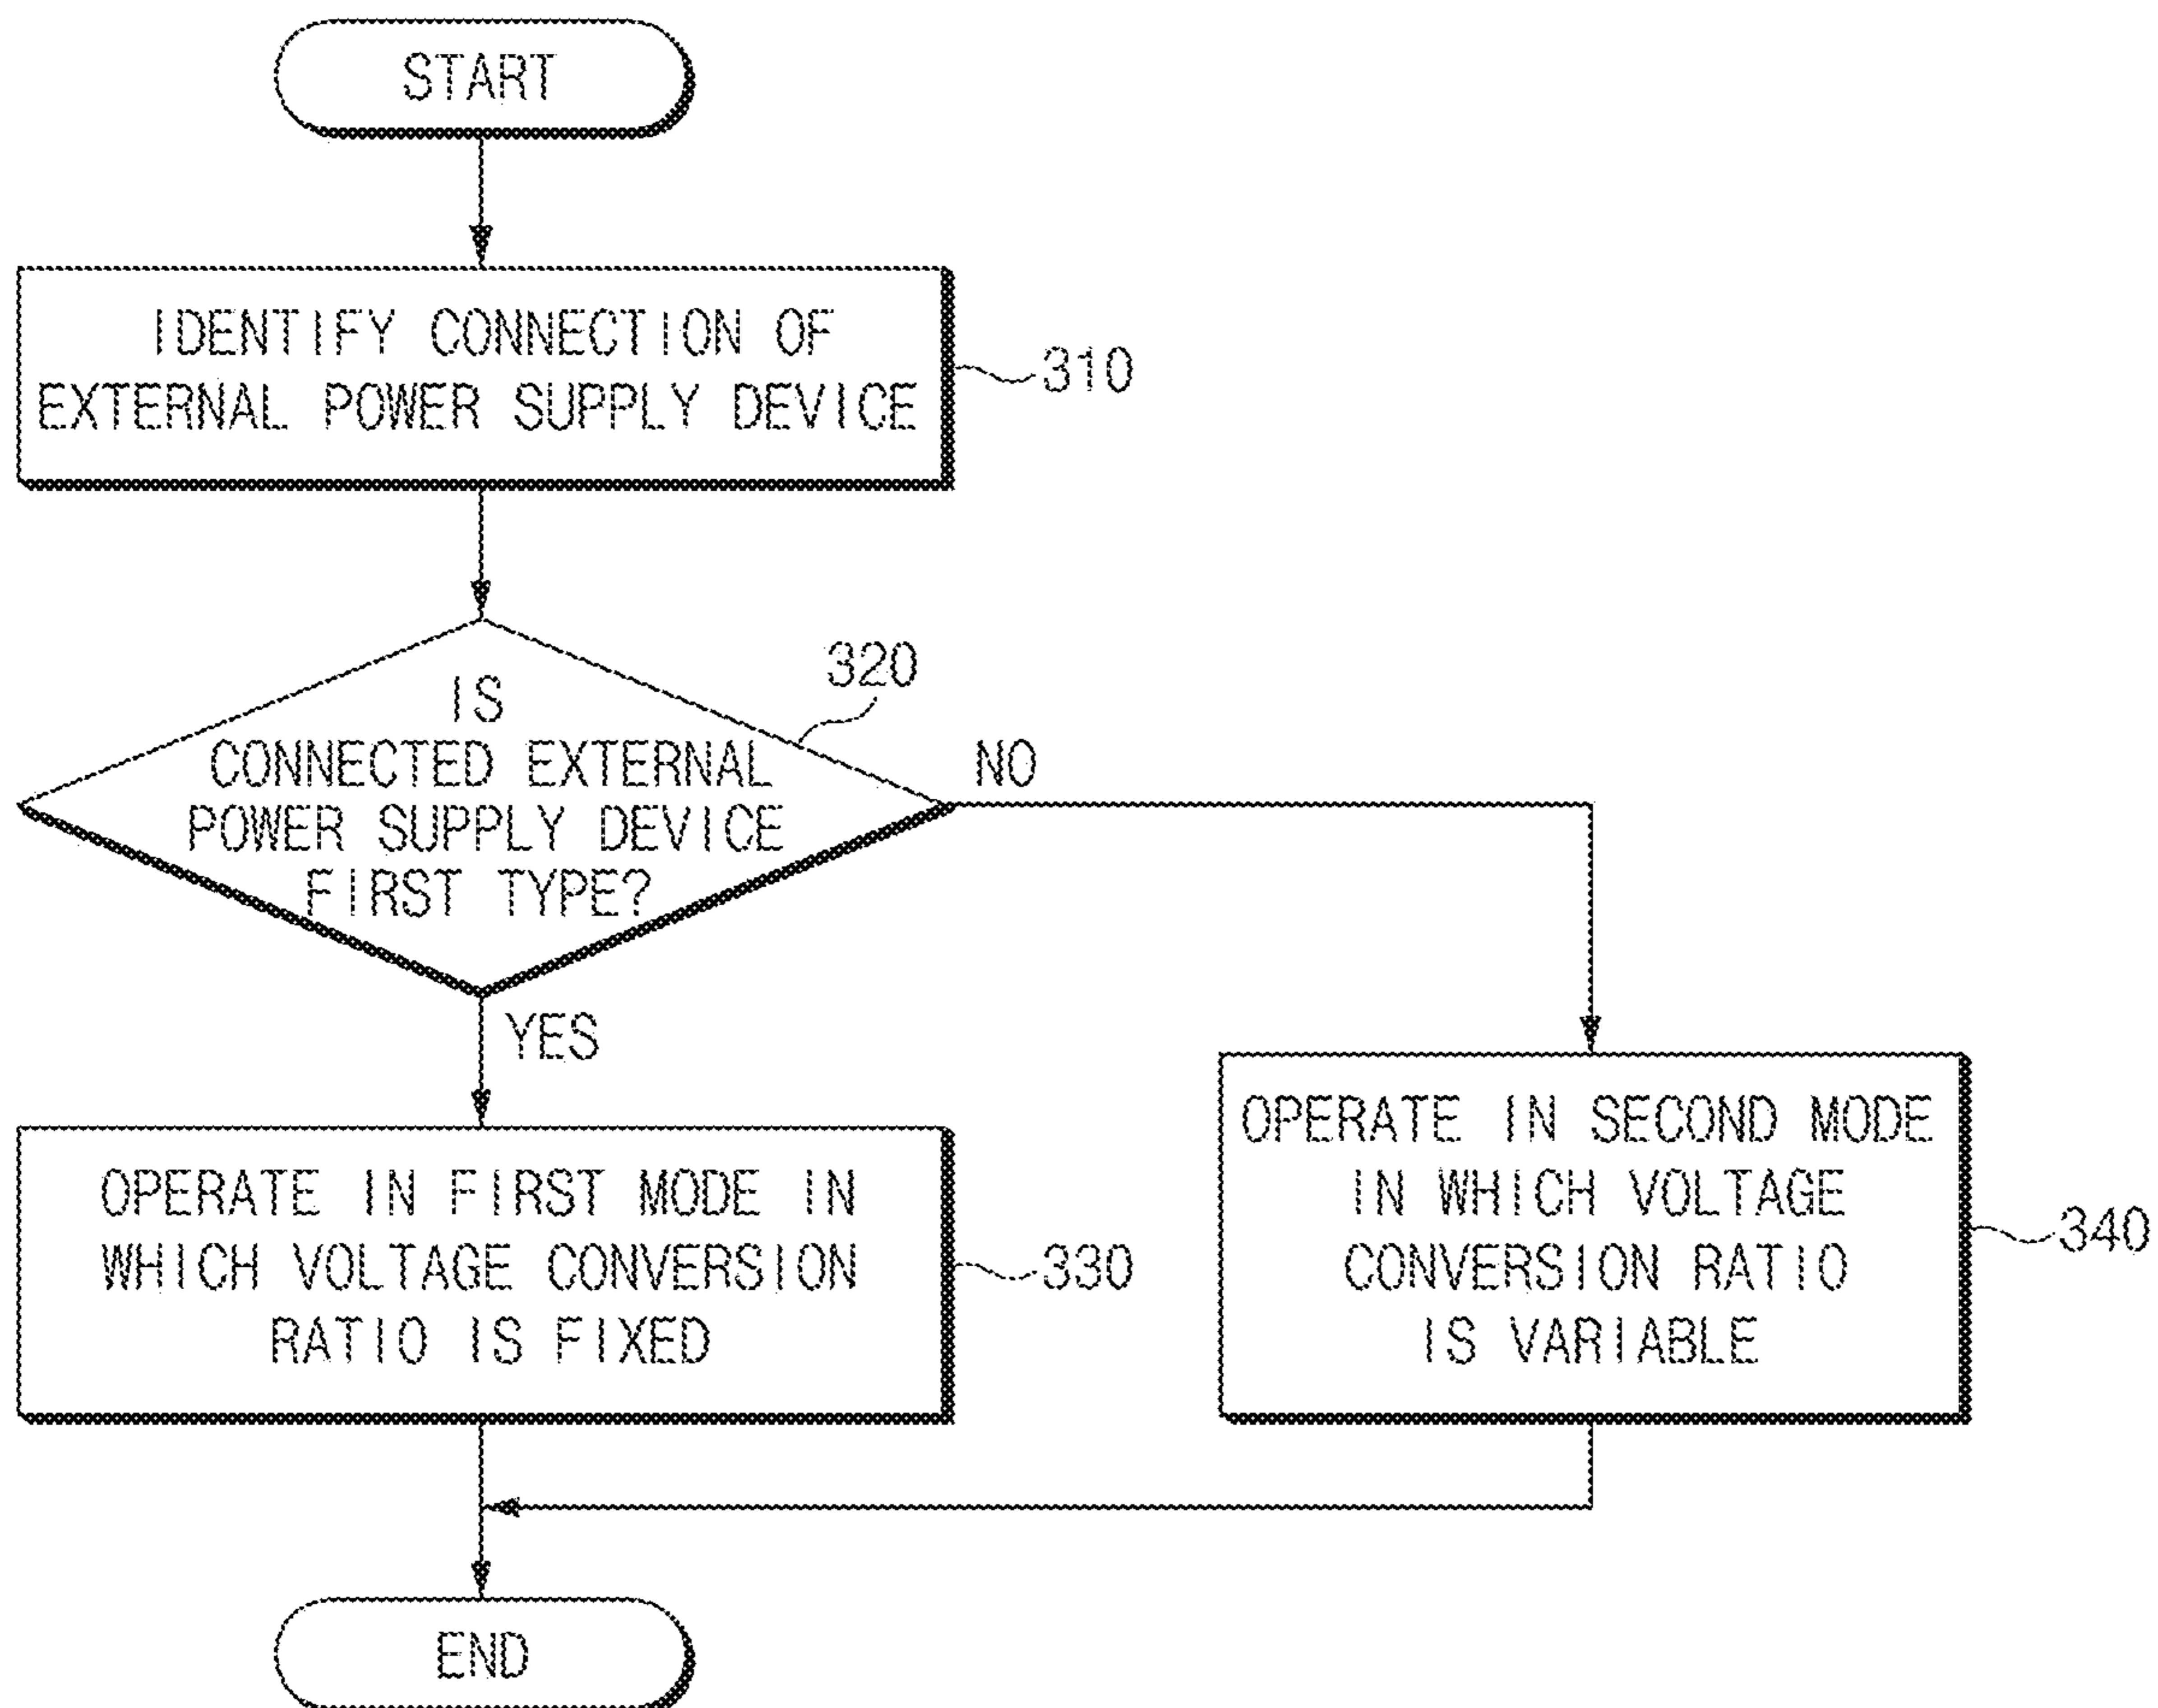 START
IDENTIFY CONNECTION OF
EXTERNAL POWER SUPPLY DEVICE
310
320
IS
CONNECTED EXTERNAL
POWER SUPPLY DEVICE
FIRST TYPE?
NO
YES
OPERATE IN FIRST MODE IN
WHICH VOLTAGE CONVERSION
RATIO IS FIXED
330
OPERATE IN SECOND MODE
IN WHICH VOLTAGE
CONVERSION RATIO
IS VARIABLE
340
END